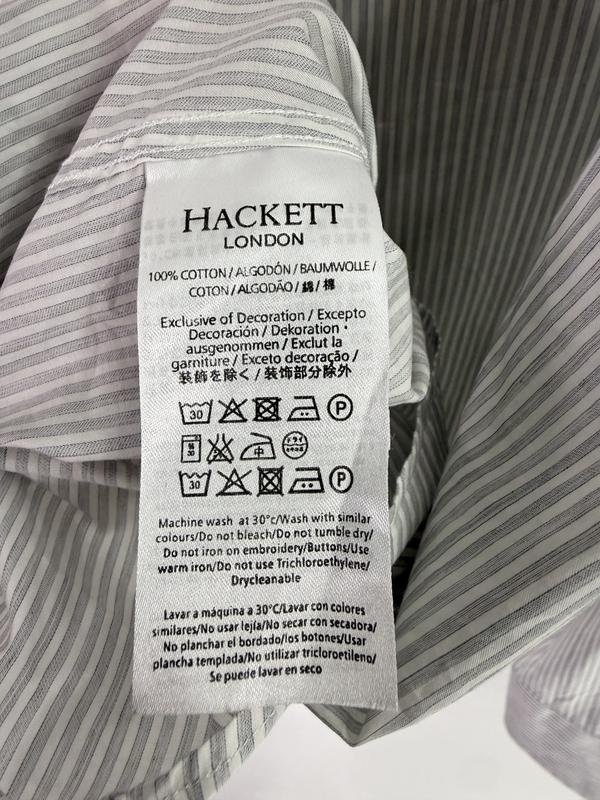 HACKETT
LONDON
100% COTTON / ALGODÓN / BAUMWOLLE /
COTON / ALGODÃO / 綿 / 棉
Exclusive of Decoration / Excepto
Decoración / Dekoration
ausgenommen / Exclut la
garniture / Exceto decoração /
装飾を除く / 装饰部分除外
30 P
中 ドライ
30 P
Machine wash at 30°c/Wash with similar
colours/Do not bleach/Do not tumble dry/
Do not iron on embroidery/Buttons/Use
warm iron/Do not use Trichloroethylene/
Drycleanable
Lavar a máquina a 30°C/Lavar con colores
similares/No usar lejía/No secar con secadora/
No planchar el bordado/los botones/Usar
plancha templada/No utilizar tricloroetileno/
Se puede lavar en seco